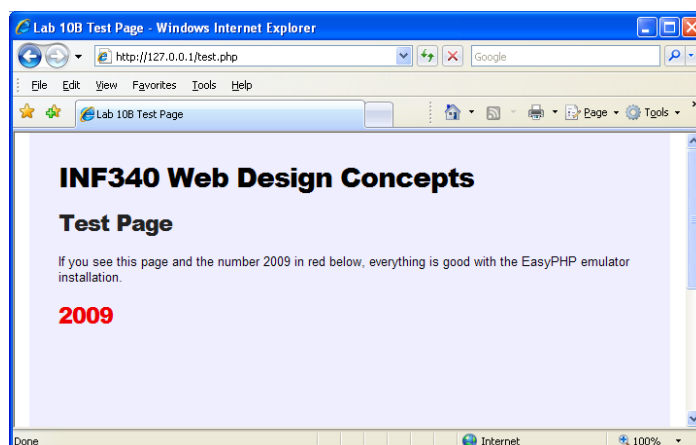 Lab 10B Test Page - Windows Internet Explorer
http://127.0.0.1/test.php
Google
File Edit View Favorites Tools Help
Lab 10B Test Page
Page Tools
INF340 Web Design Concepts
Test Page
If you see this page and the number 2009 in red below, everything is good with the EasyPHP emulator
installation.
2009
Done Internet 100%